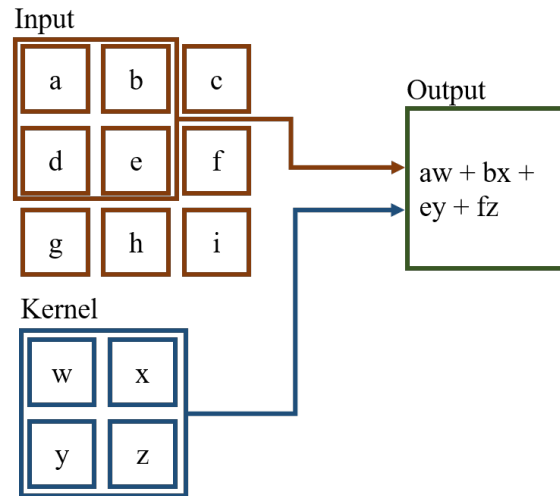 Input
a b c
d e f
g h i
Kernel
w x
y z
Output
aw + bx +
ey + fz